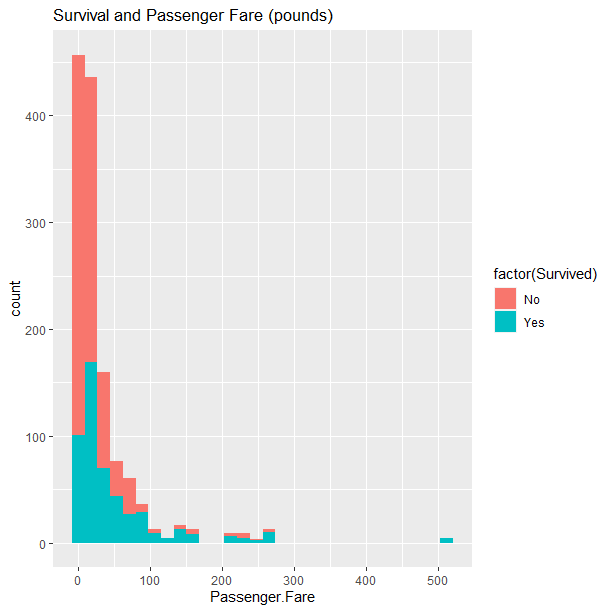 Survival and Passenger Fare (pounds)
count
400
300
200
100
0
0 100 200 300 400 500
Passenger.Fare
factor(Survived)
No
Yes